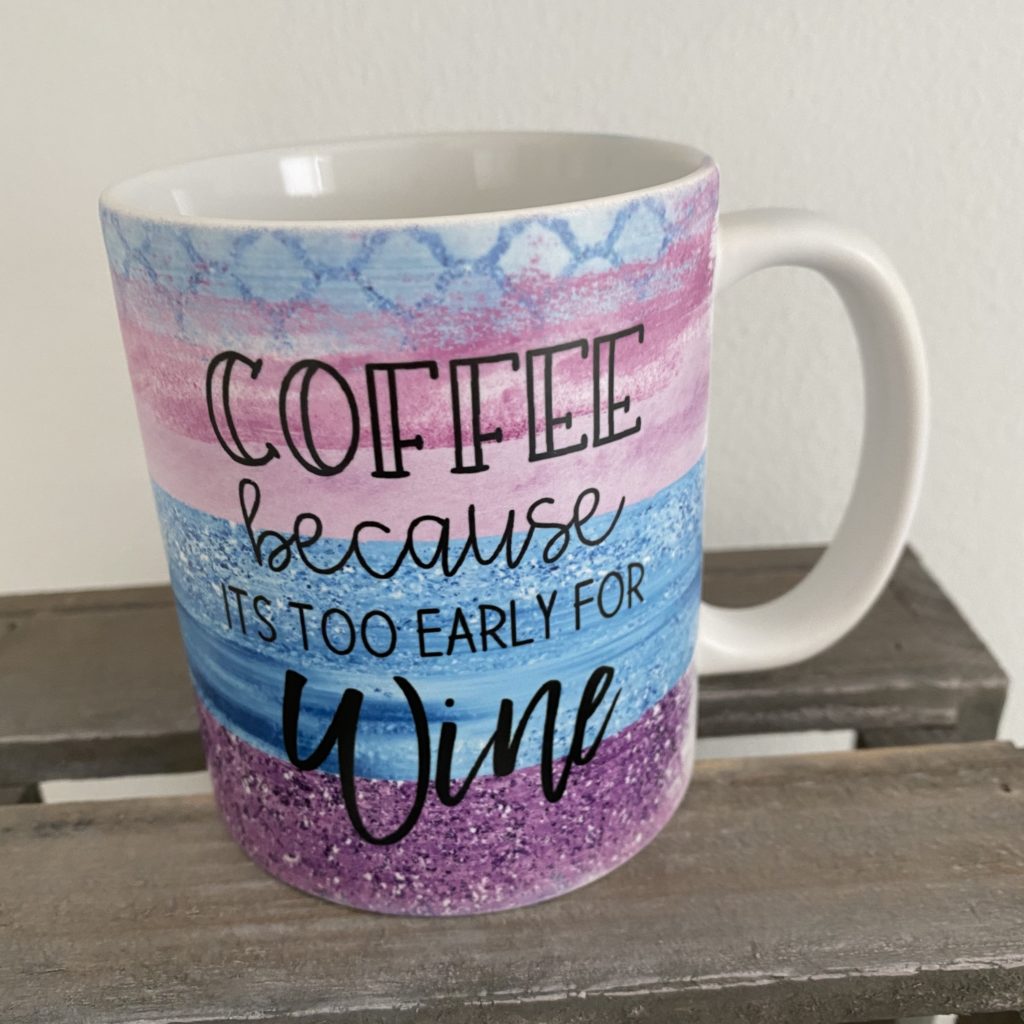 COFFEE
because
ITS TOO EARLY FOR
Wine